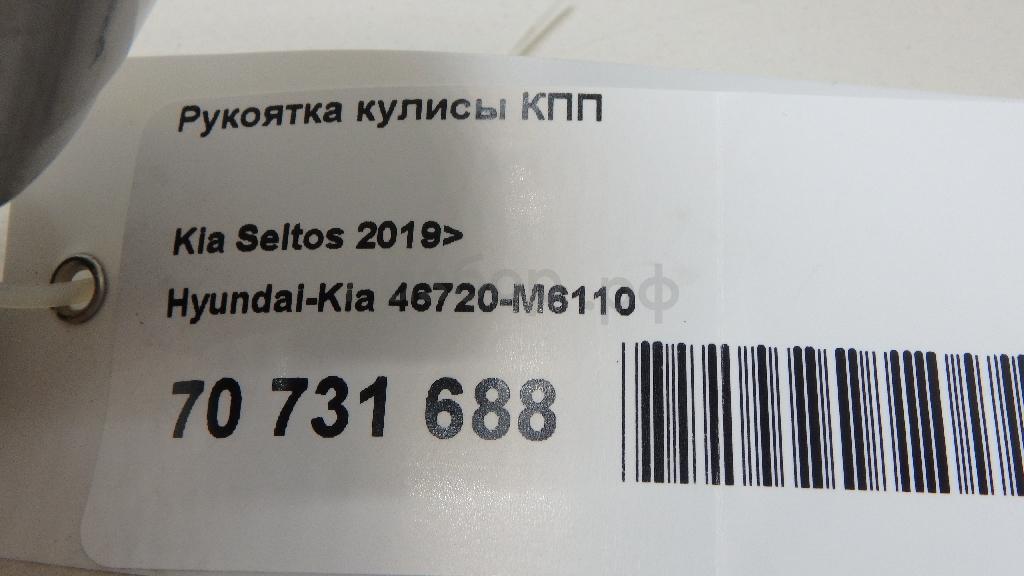 Рукоятка кулисы КПП
Kia Seltos 2019>
Hyundai-Kia 46720-M6110
70 731 688